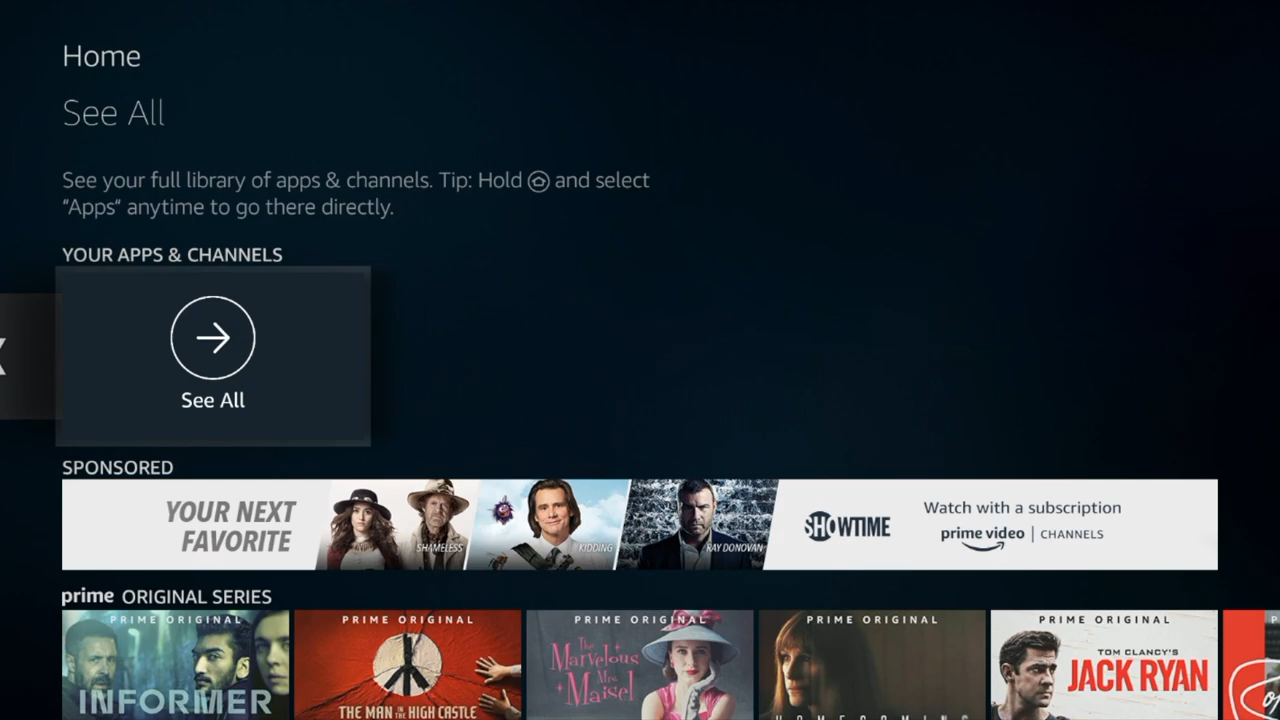 Home
See All
See your full library of apps & channels. Tip: Hold and select
"Apps" anytime to go there directly.
YOUR APPS & CHANNELS
See All
SPONSORED
YOUR NEXT
FAVORITE
SHAMELESS
KIDDING
RAY DONOVAN
SHOWTIME
Watch with a subscription
prime video | CHANNELS
prime ORIGINAL SERIES
PRIME ORIGINAL
INFORMER
PRIME ORIGINAL
THE MAN IN THE HIGH CASTLE
PRIME ORIGINAL
The
Marvelous
Mrs.
Maisel
PRIME ORIGINAL
HOMECOMING
PRIME ORIGINAL
TOM CLANCY'S
JACK RYAN